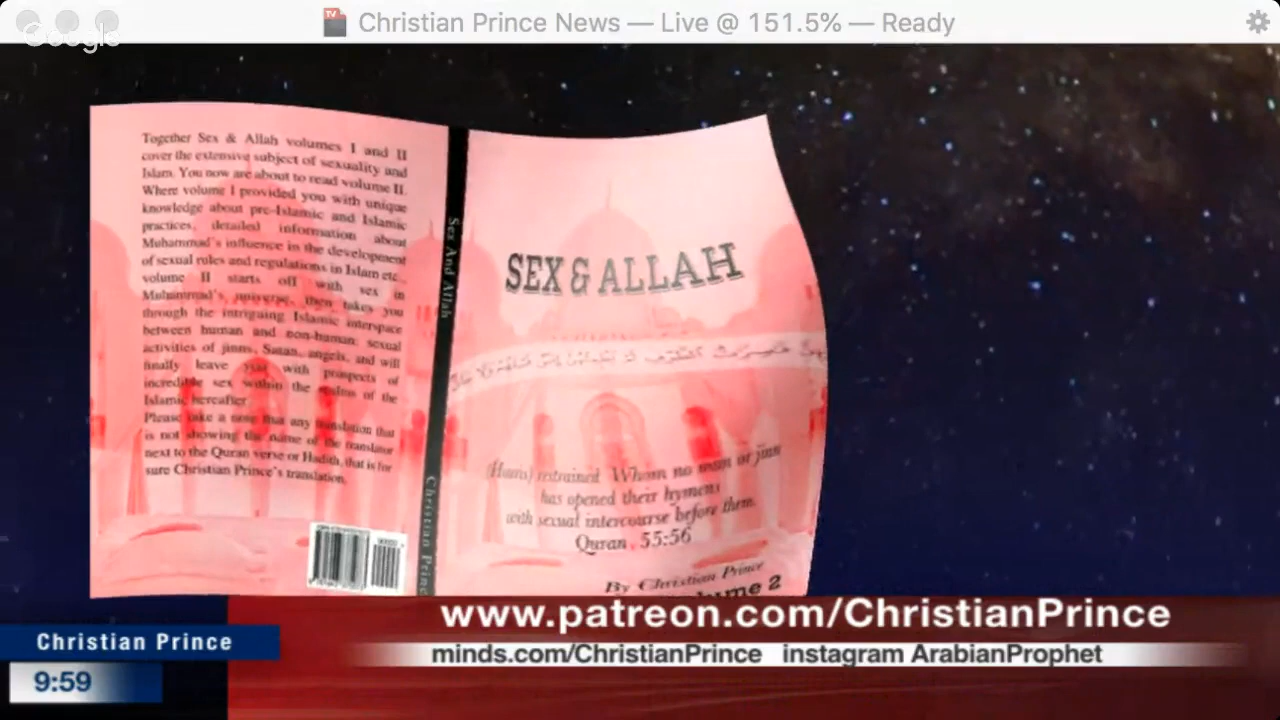 Christian Prince News — Live @ 151.5% — Ready
Google
Together Sex & Allah volumes I and II
cover the extensive subject of sexuality and
Islam. You now are about to read volume II.
Where volume I provided you with unique
knowledge about pre-Islamic and Islamic
practices, detailed information about
Muhammad's influence in the development
of sexual rules and regulations in Islam etc.,
volume II starts off with sex in
Muhammad's universe, then takes you
through the intriguing Islamic interspace
between human and non-human: sexual
activities of jinns, Satan, angels, and will
finally leave you with prospects of
incredible sex within the realms of the
Islamic hereafter
Please take a note that any translation that
is not showing the name of the translator
next to the Quran verse or Hadith, that is for
sure Christian Prince's translation.
Sex And Allah
Christian Prince
SEX & ALLAH
(Huris) restrained Whom no man or jinn
has opened their hymens
with sexual intercourse before them.
Quran, 55:56
By Christian Prince
Volume 2
www.patreon.com/ChristianPrince
Christian Prince
minds.com/ChristianPrince instagram ArabianProphet
9:59